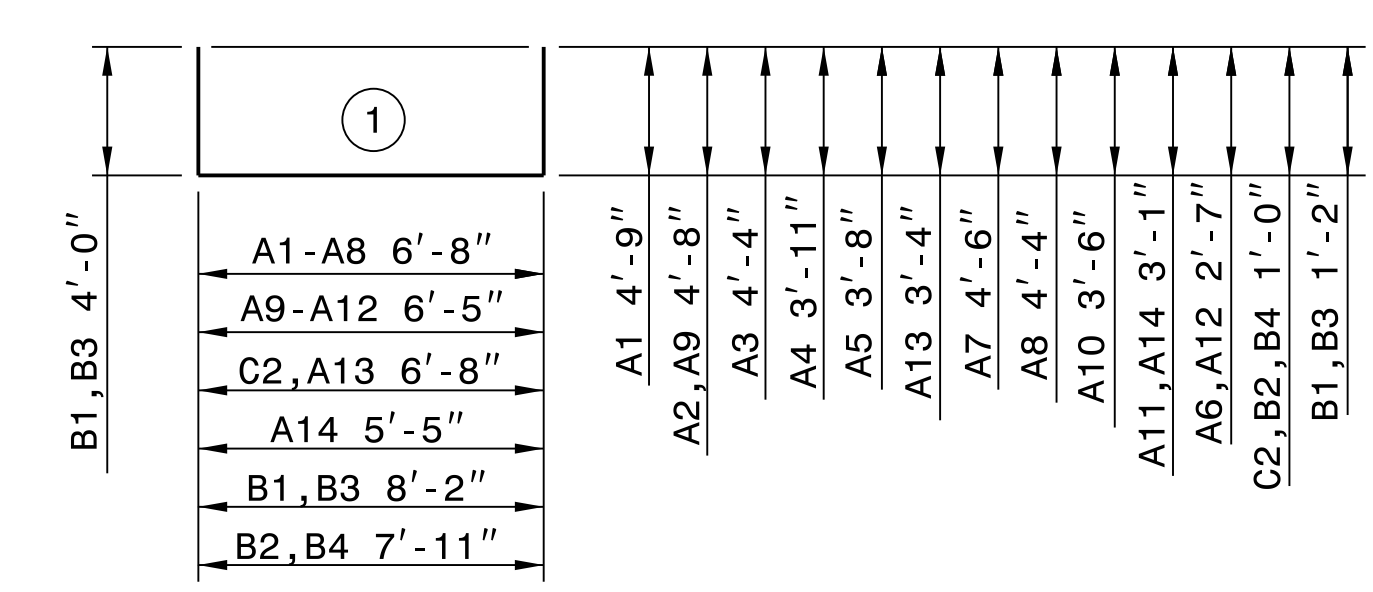 1
B1,B3 4'-0"
A1-A8 6'-8"
A9-A12 6'-5"
C2,A13 6'-8"
A14 5'-5"
B1,B3 8'-2"
B2,B4 7'-11"
A1 4'-9"
A2,A9 4'-8"
A3 4'-4"
A4 3'-11"
A5 3'-8"
A13 3'-4"
A7 4'-6"
A8 4'-4"
A10 3'-6"
A11,A14 3'-1"
A6,A12 2'-7"
C2,B2,B4 1'-0"
B1,B3 1'-2"